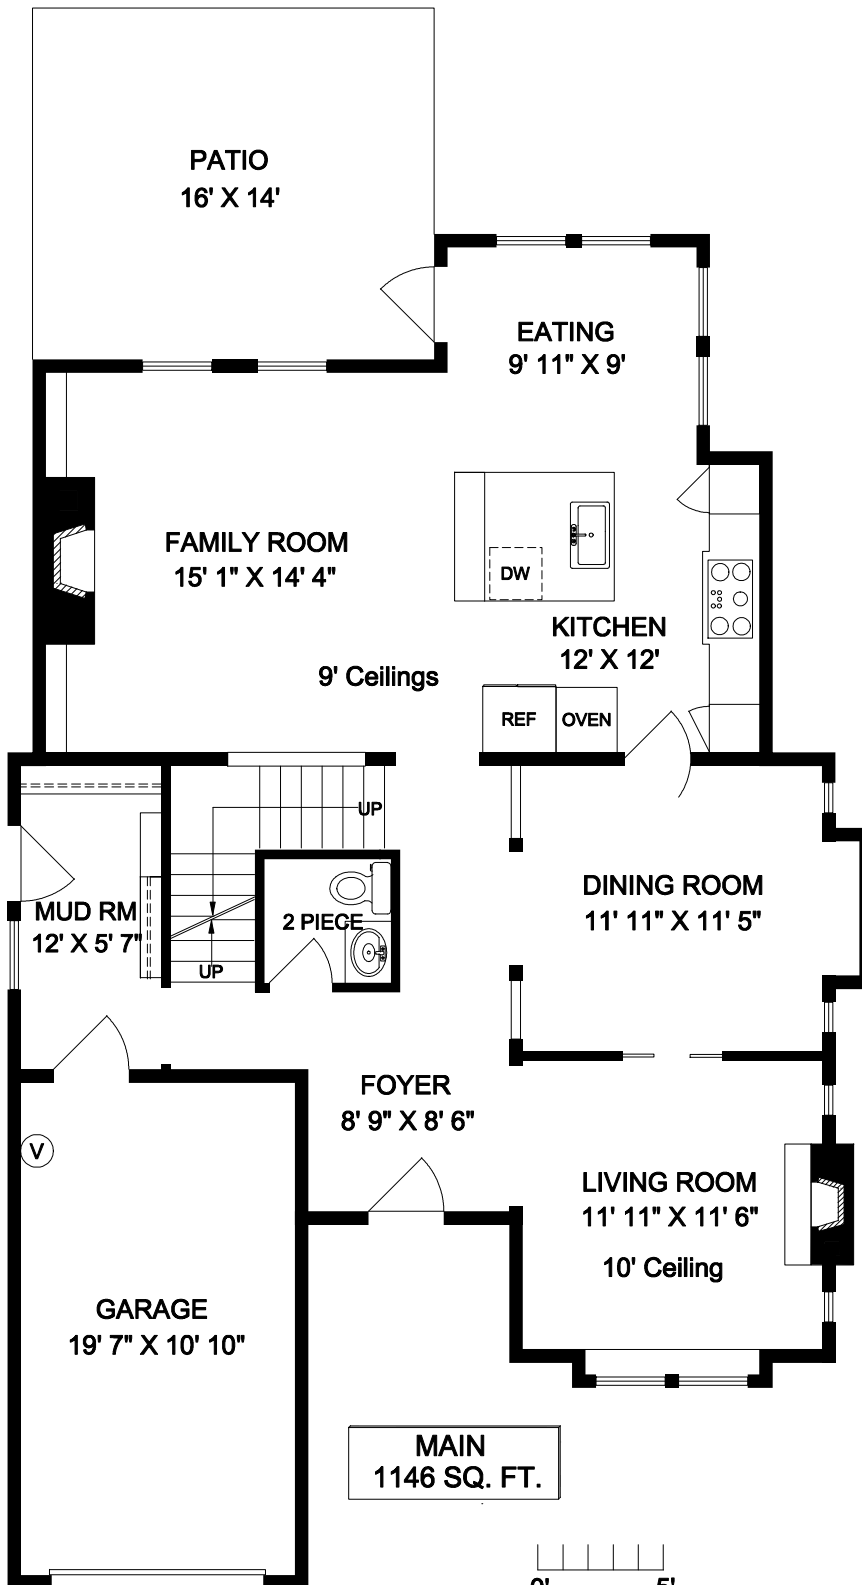 PATIO
16' X 14'
EATING
9' 11" X 9'
FAMILY ROOM
15' 1" X 14' 4"
DW
KITCHEN
12' X 12'
9' Ceilings
REF
OVEN
UP
MUD RM
12' X 5' 7"
2 PIECE
UP
DINING ROOM
11' 11" X 11' 5"
FOYER
8' 9" X 8' 6"
V
LIVING ROOM
11' 11" X 11' 6"
10' Ceiling
GARAGE
19' 7" X 10' 10"
MAIN
1146 SQ. FT.
0' 5'